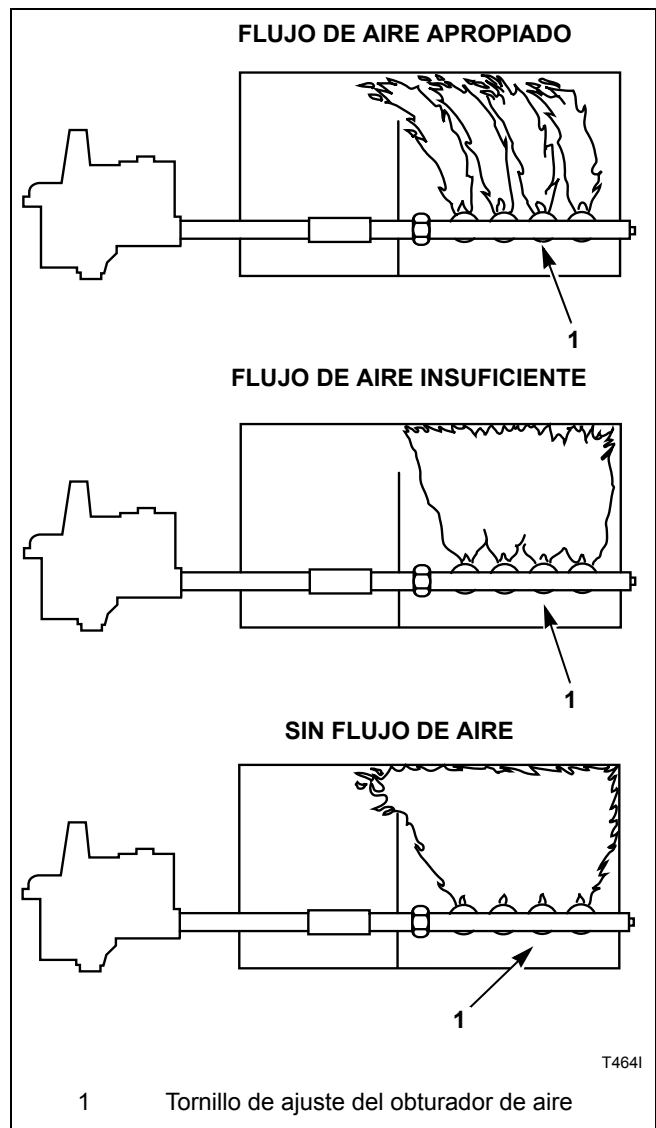 FLUJO DE AIRE APROPIADO
1
FLUJO DE AIRE INSUFICIENTE
1
SIN FLUJO DE AIRE
1
T464I
1 Tornillo de ajuste del obturador de aire